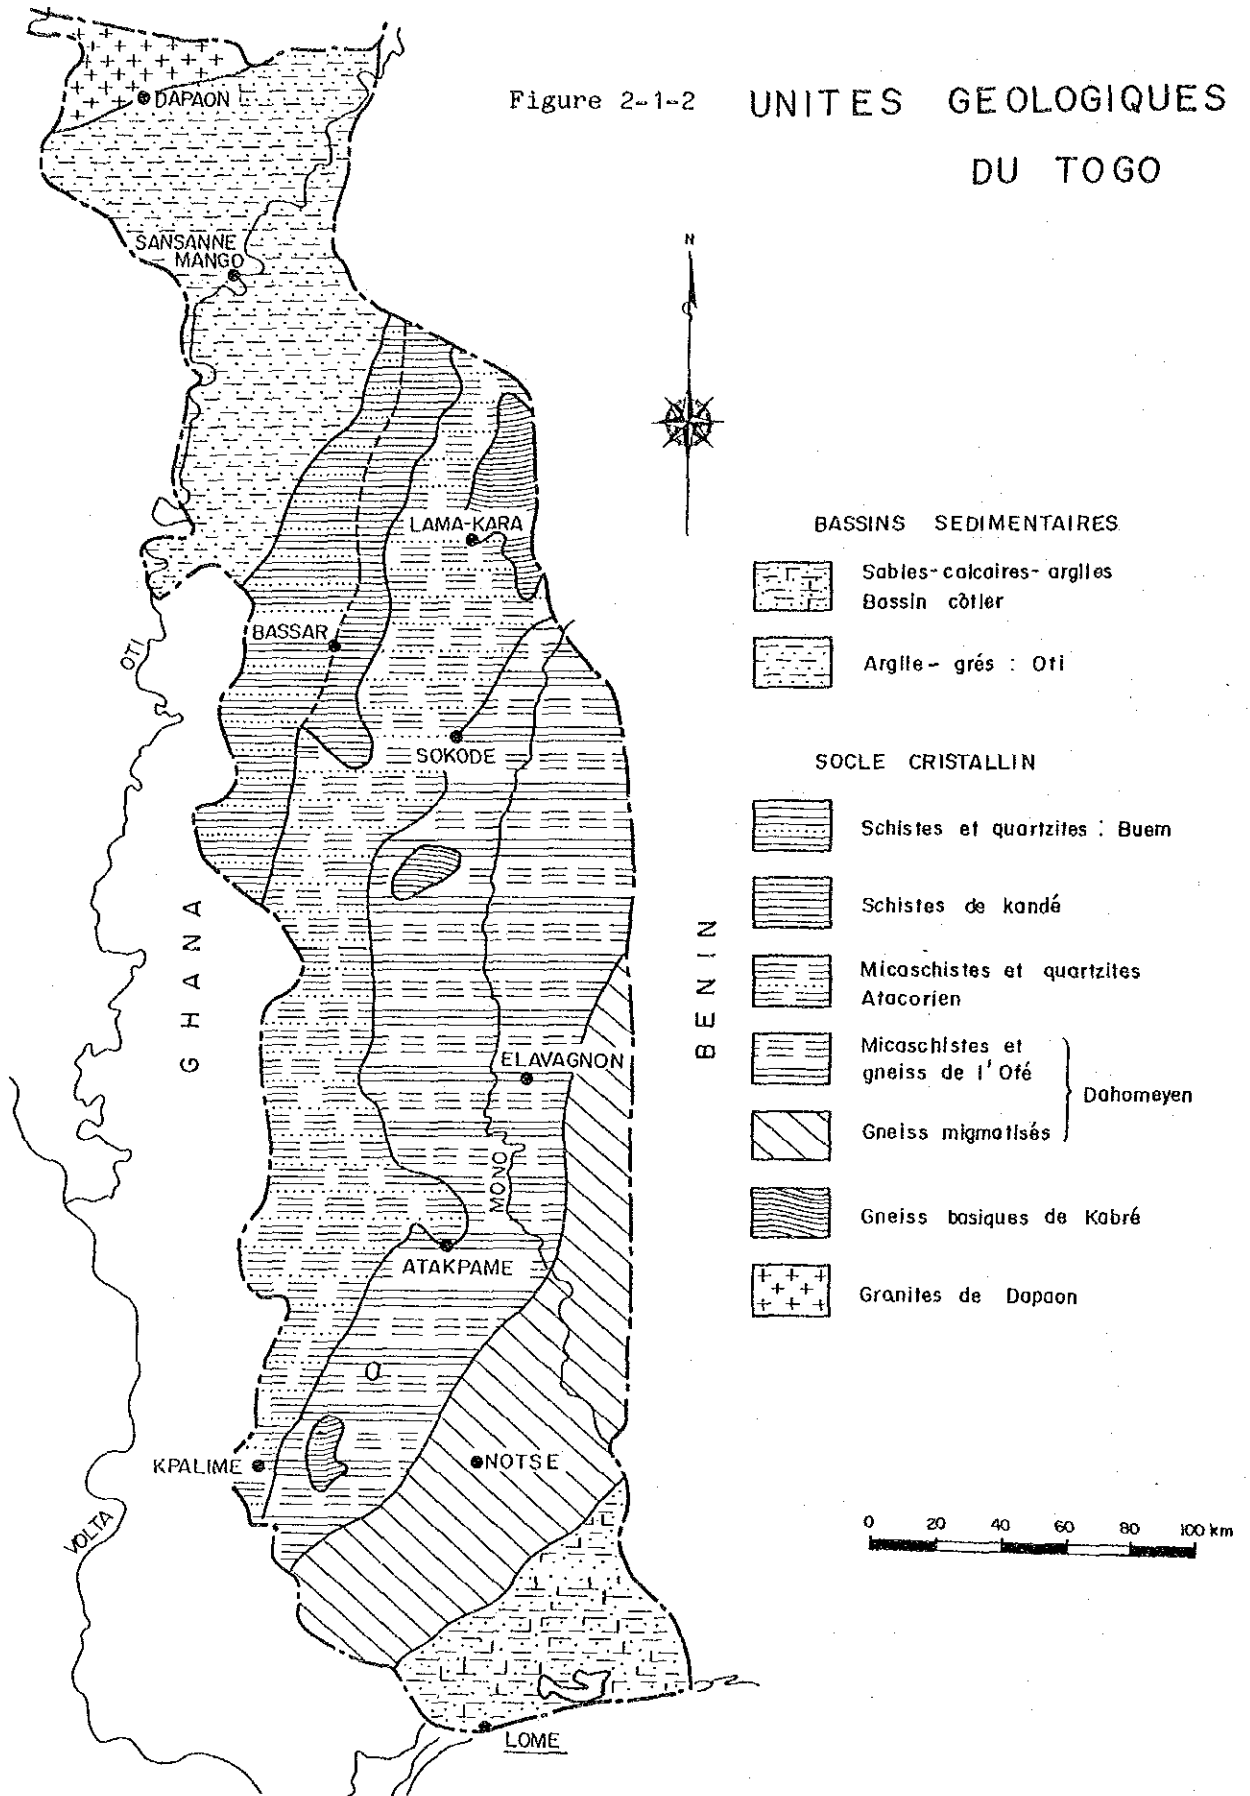 Figure 2-1-2
UNITES GEOLOGIQUES
DU TOGO
DAPAON
SANSANNE
MANGO
N
LAMA-KARA
BASSAR
OTI
SOKODE
GHANA
BENIN
ELAVAGNON
MONO
ATAKPAME
KPALIME
NOTSE
VOLTA
LOME
BASSINS SEDIMENTAIRES
Sables-calcaires-argiles
Bassin côtier
Argile-grés : Oti
SOCLE CRISTALLIN
Schistes et quartzites : Buem
Schistes de kandé
Micaschistes et quartzites
Atacorien
Micaschistes et
gneiss de l'Ofé
Dahomeyen
Gneiss migmatisés
Gneiss basiques de Kabré
Granites de Dapaon
0 20 40 60 80 100 km